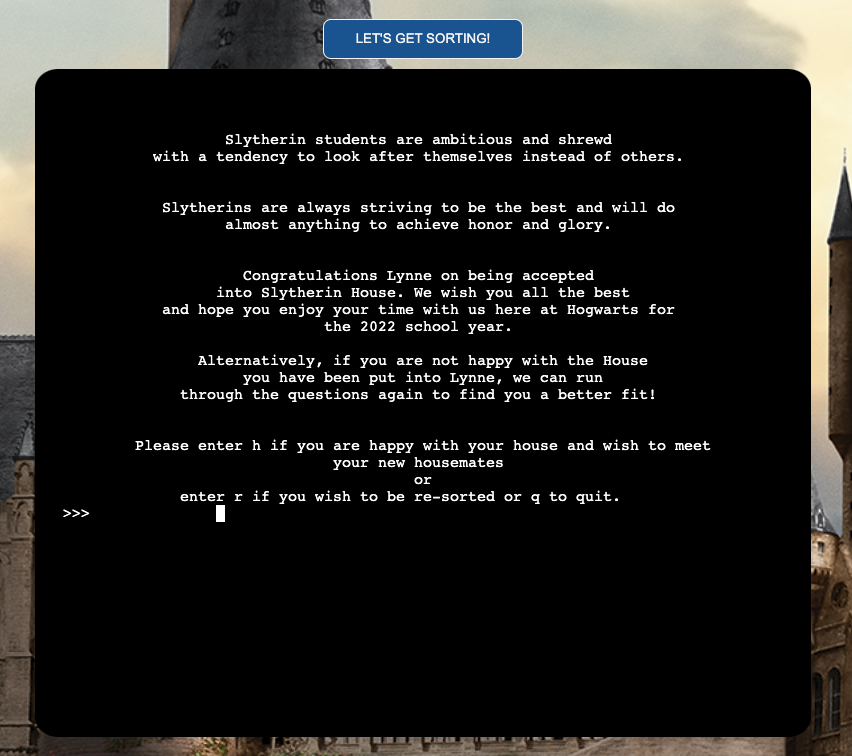 LET'S GET SORTING!
Slytherin students are ambitious and shrewd
with a tendency to look after themselves instead of others.
Slytherins are always striving to be the best and will do
almost anything to achieve honor and glory.
Congratulations Lynne on being accepted
into Slytherin House. We wish you all the best
and hope you enjoy your time with us here at Hogwarts for
the 2022 school year.
Alternatively, if you are not happy with the House
you have been put into Lynne, we can run
through the questions again to find you a better fit!
Please enter h if you are happy with your house and wish to meet
your new housemates
or
enter r if you wish to be re-sorted or q to quit.
>>>